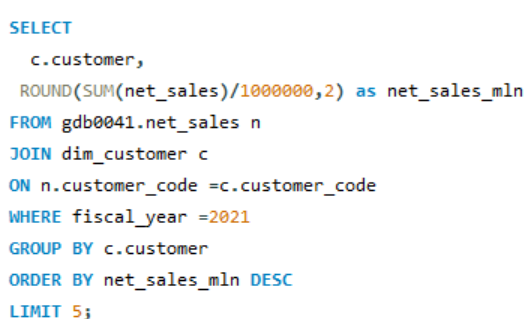 SELECT
c.customer,
ROUND(SUM(net_sales)/1000000,2) as net_sales_mln
FROM gdb0041.net_sales n
JOIN dim_customer c
ON n.customer_code =c.customer_code
WHERE fiscal_year =2021
GROUP BY c.customer
ORDER BY net_sales_mln DESC
LIMIT 5;